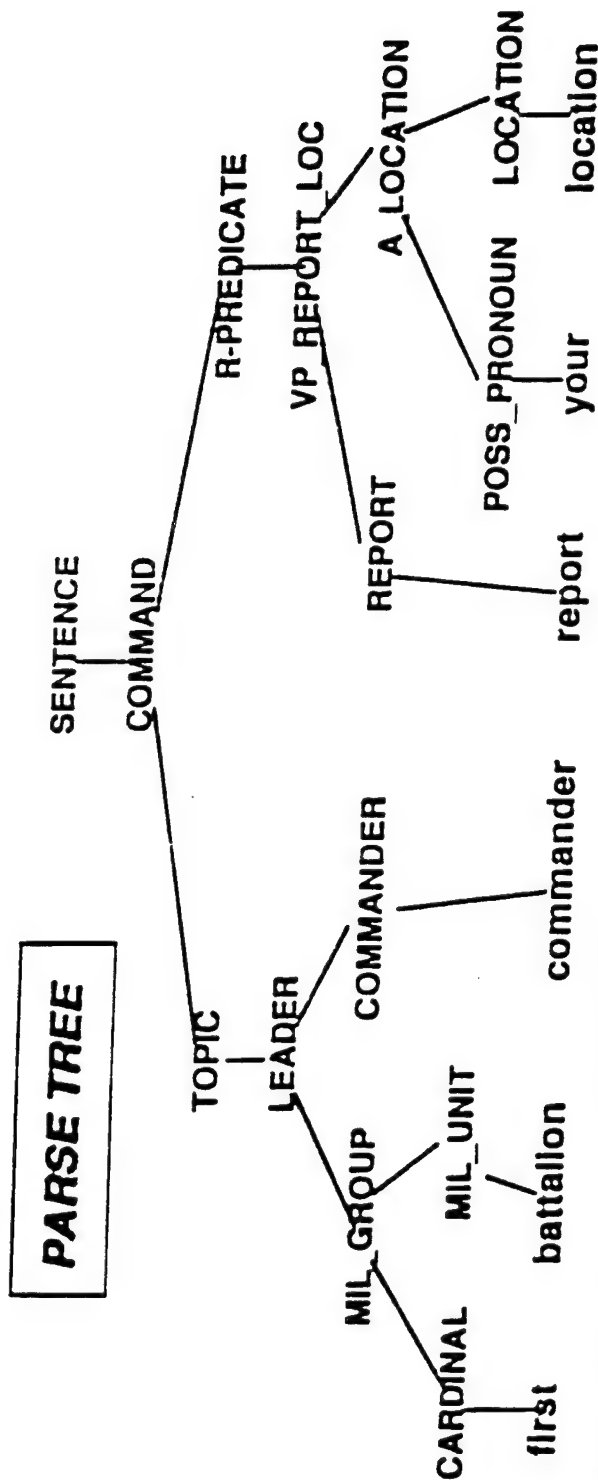 PARSE TREE
SENTENCE
COMMAND
TOPIC R-PREDICATE
LEADER VP_REPORT_LOC
MIL_GROUP COMMANDER REPORT A_LOCATION
CARDINAL MIL_UNIT POSS_PRONOUN LOCATION
first battalion commander report your location